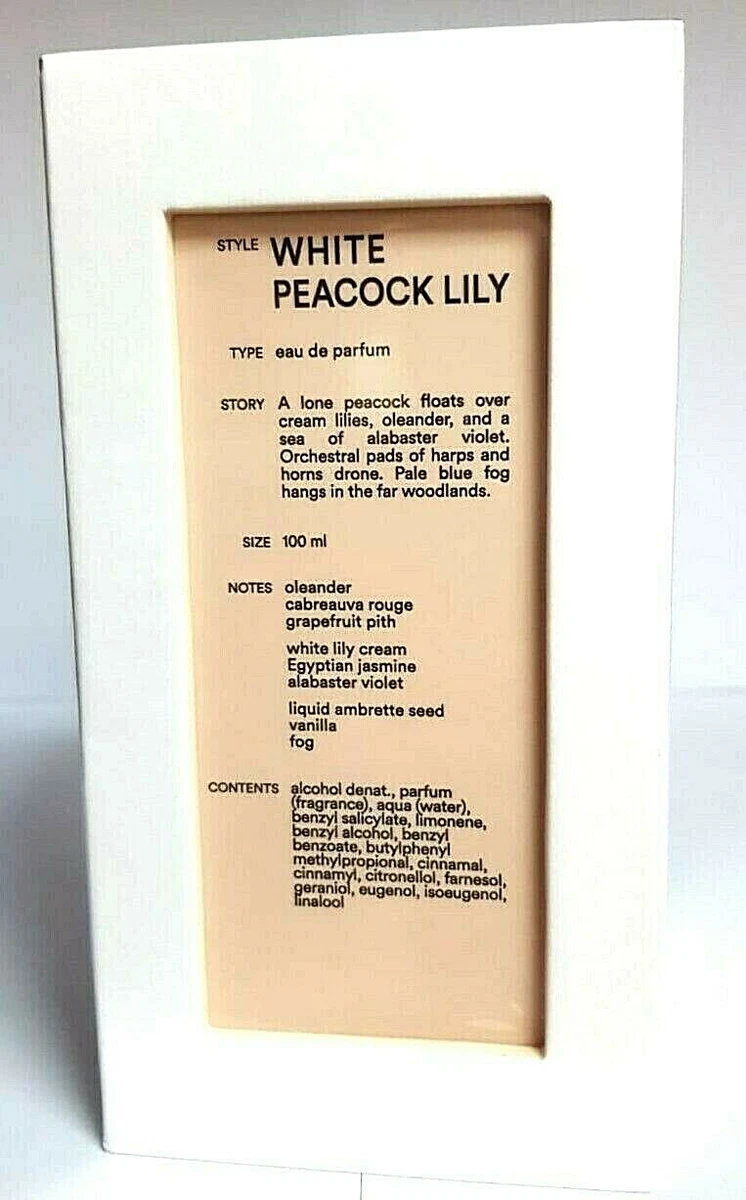 STYLE WHITE
PEACOCK LILY
TYPE eau de parfum
STORY A lone peacock floats over
cream lilies, oleander, and a
sea of alabaster violet.
Orchestral pads of harps and
horns drone. Pale blue fog
hangs in the far woodlands.
SIZE 100 ml
NOTES oleander
cabreauva rouge
grapefruit pith
white lily cream
Egyptian jasmine
alabaster violet
liquid ambrette seed
vanilla
fog
CONTENTS alcohol denat., parfum
(fragrance), aqua (water),
benzyl salicylate, limonene,
benzyl alcohol, benzyl
benzoate, butylphenyl
methylpropional, cinnamal,
cinnamyl, citronellol, farnesol,
geraniol, eugenol, isoeugenol,
linalool